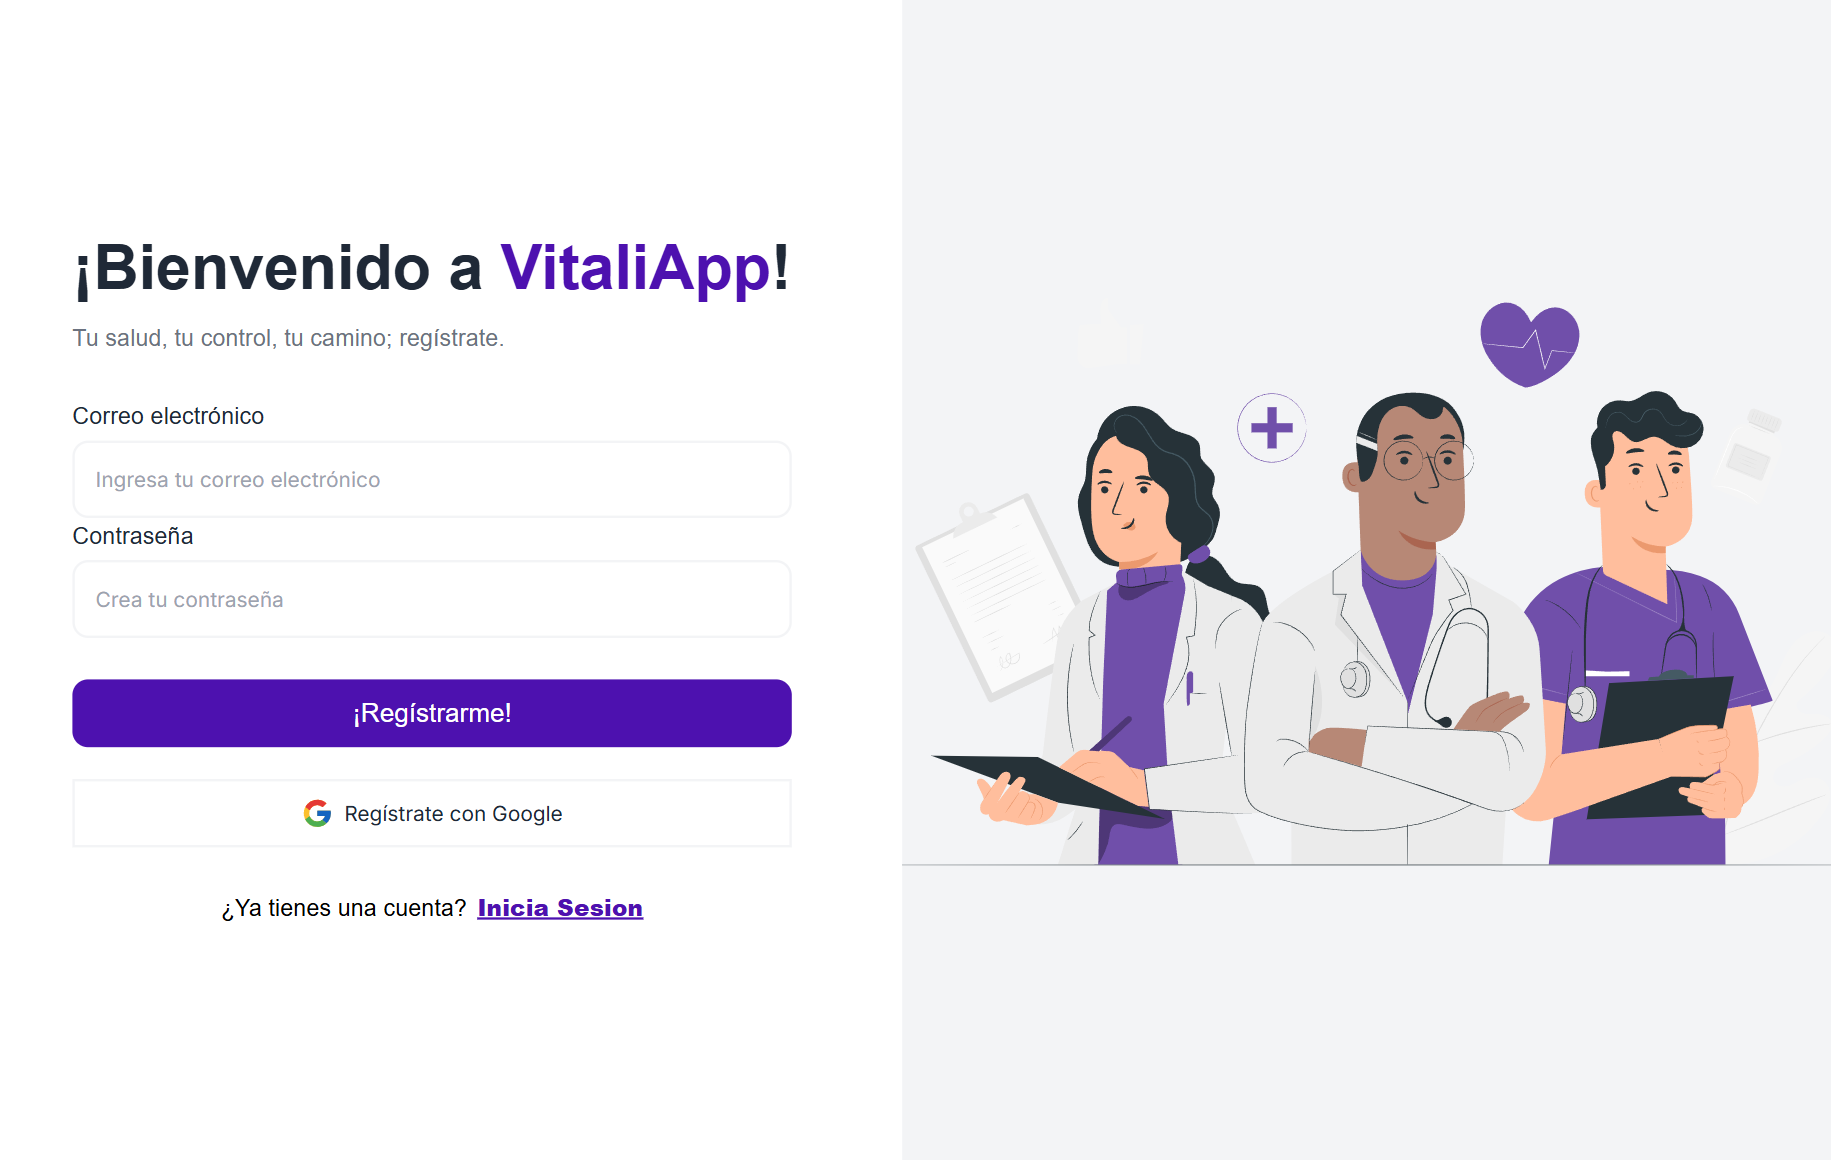 ¡Bienvenido a VitaliApp!
Tu salud, tu control, tu camino; regístrate.
Correo electrónico
Ingresa tu correo electrónico
Contraseña
Crea tu contraseña
¡Regístrarme!
Regístrate con Google
¿Ya tienes una cuenta? Inicia Sesion